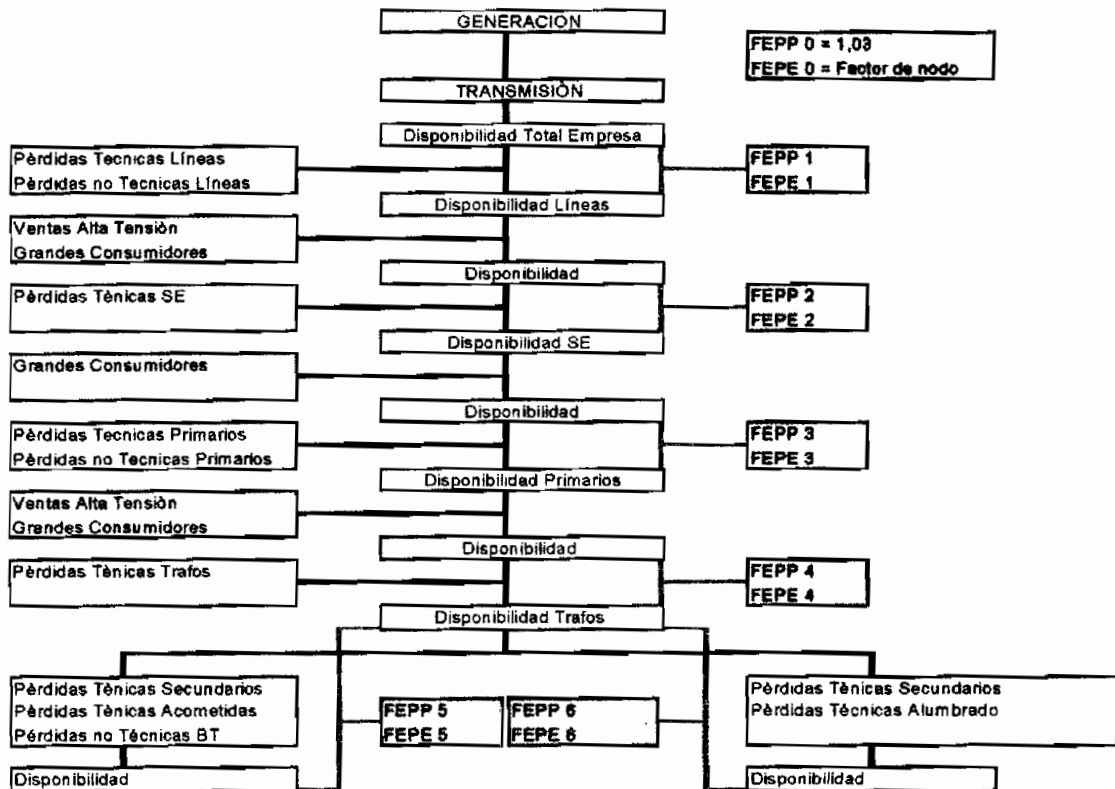 GENERACIÓN
FEPP 0 = 1,03
FEPE 0 = Factor de nodo
TRANSMISIÒN
Disponibilidad Total Empresa
Pèrdidas Tecnicas Líneas
Pèrdidas no Tecnicas Líneas
FEPP 1
FEPE 1
Disponibilidad Líneas
Ventas Alta Tensiòn
Grandes Consumidores
Disponibilidad
Pèrdidas Tènicas SE
FEPP 2
FEPE 2
Disponibilidad SE
Grandes Consumidores
Disponibilidad
Pèrdidas Tecnicas Primarios
Pèrdidas no Tecnicas Primarios
FEPP 3
FEPE 3
Disponibilidad Primarios
Ventas Alta Tensiòn
Grandes Consumidores
Disponibilidad
Pèrdidas Tènicas Trafos
FEPP 4
FEPE 4
Disponibilidad Trafos
Pèrdidas Tènicas Secundarios
Pèrdidas Tènicas Acometidas
Pérdidas no Tècnicas BT
FEPP 5
FEPE 5
FEPP 6
FEPE 6
Pèrdidas Tènicas Secundarios
Pèrdidas Técnicas Alumbrado
Disponibilidad
Disponibilidad